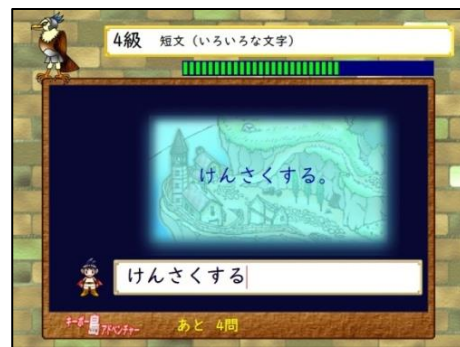 4級 短文（いろいろな文字）
けんさくする。
けんさくする
キーボー島アドベンチャー
あと 4問